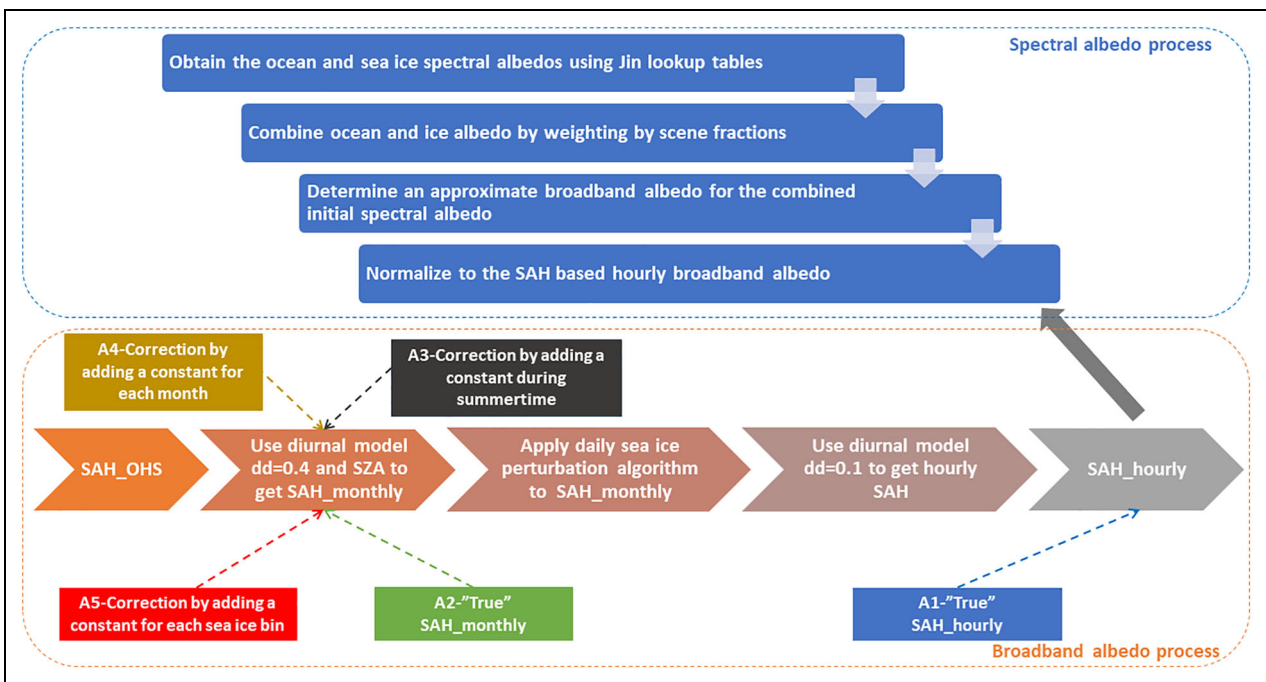 Spectral albedo process
Obtain the ocean and sea ice spectral albedos using Jin lookup tables
Combine ocean and ice albedo by weighting by scene fractions
Determine an approximate broadband albedo for the combined
initial spectral albedo
Normalize to the SAH based hourly broadband albedo
A4-Correction by
adding a constant for
each month
A3-Correction by adding a
constant during
summertime
SAH_OHS
Use diurnal model
dd=0.4 and SZA to
get SAH_monthly
Apply daily sea ice
perturbation algorithm
to SAH_monthly
Use diurnal model
dd=0.1 to get hourly
SAH
SAH_hourly
A5-Correction by adding a
constant for each sea ice bin
A2-”True”
SAH_monthly
A1-”True”
SAH_hourly
Broadband albedo process